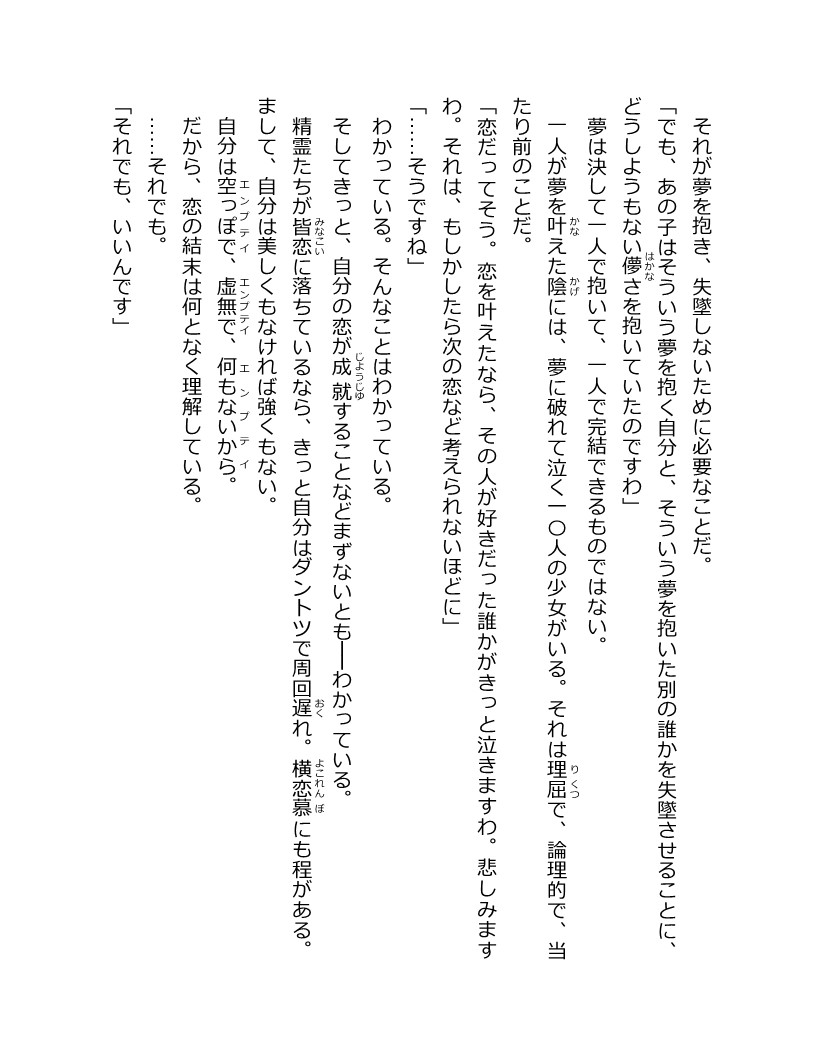 それが夢を抱き、失墜しないために必要なことだ。
「でも、あの子はそういう夢を抱く自分と、そういう夢を抱いた別の誰かを失墜させることに、
どうしようもない儚さを抱いていたのですわ」
夢は決して一人で抱いて、一人で完結できるものではない。
一人が夢を叶えた陰には、夢に破れて泣く一〇人の少女がいる。それは理屈で、論理的で、当
たり前のことだ。
「恋だってそう。恋を叶えたなら、その人が好きだった誰かがきっと泣きますわ。悲しみます
わ。それは、もしかしたら次の恋など考えられないほどに」
「……そうですね」
わかっている。そんなことはわかっている。
そしてきっと、自分の恋が成就することなどまずないとも──わかっている。
精霊たちが皆恋に落ちているなら、きっと自分はダントツで周回遅れ。横恋慕にも程がある。
まして、自分は美しくもなければ強くもない。
自分は空っぽで、虚無で、何もないから。
だから、恋の結末は何となく理解している。
……それでも。
「それでも、いいんです」